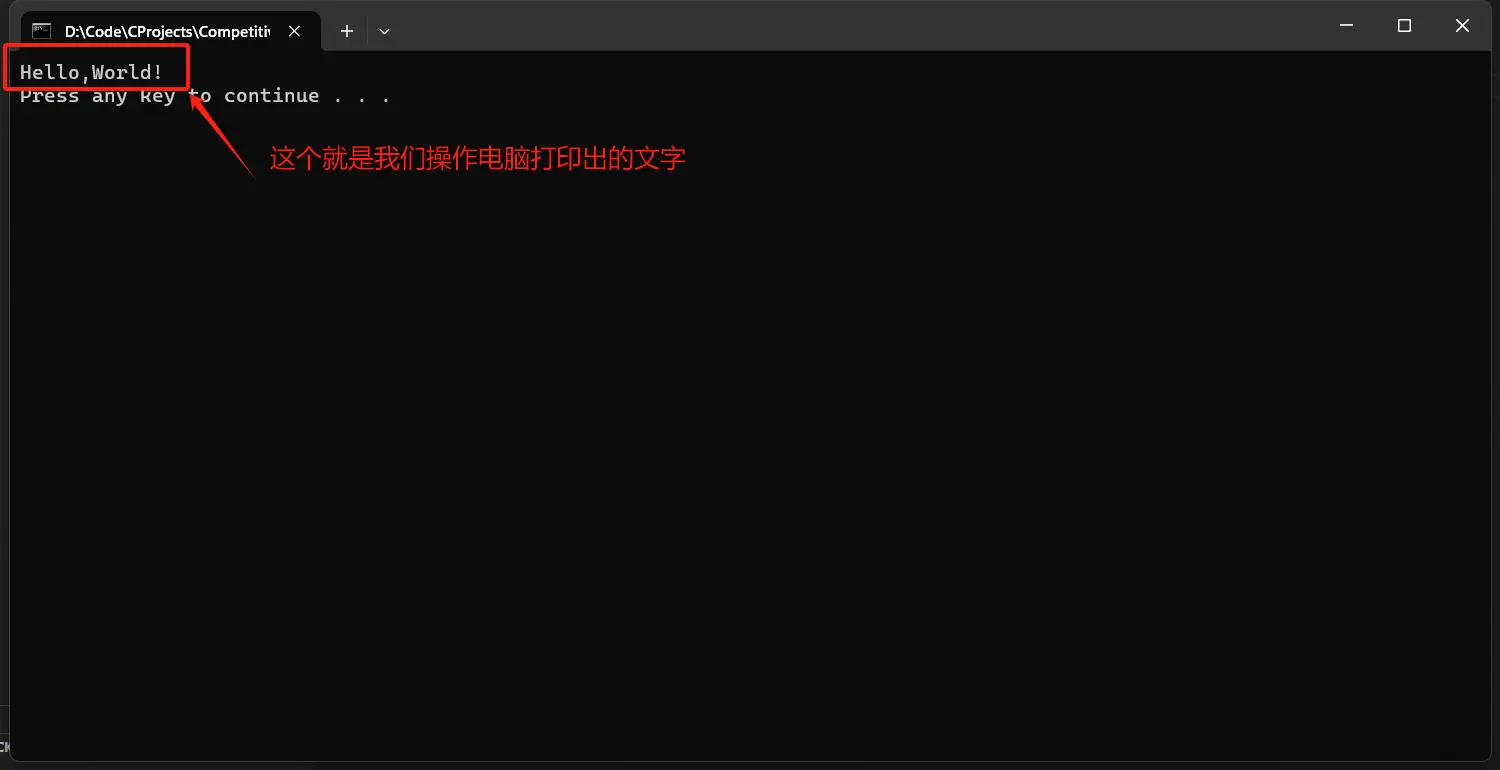 D:\Code\CProjects\Competitiv
Hello,World!
Press any key to continue . . .
这个就是我们操作电脑打印出的文字